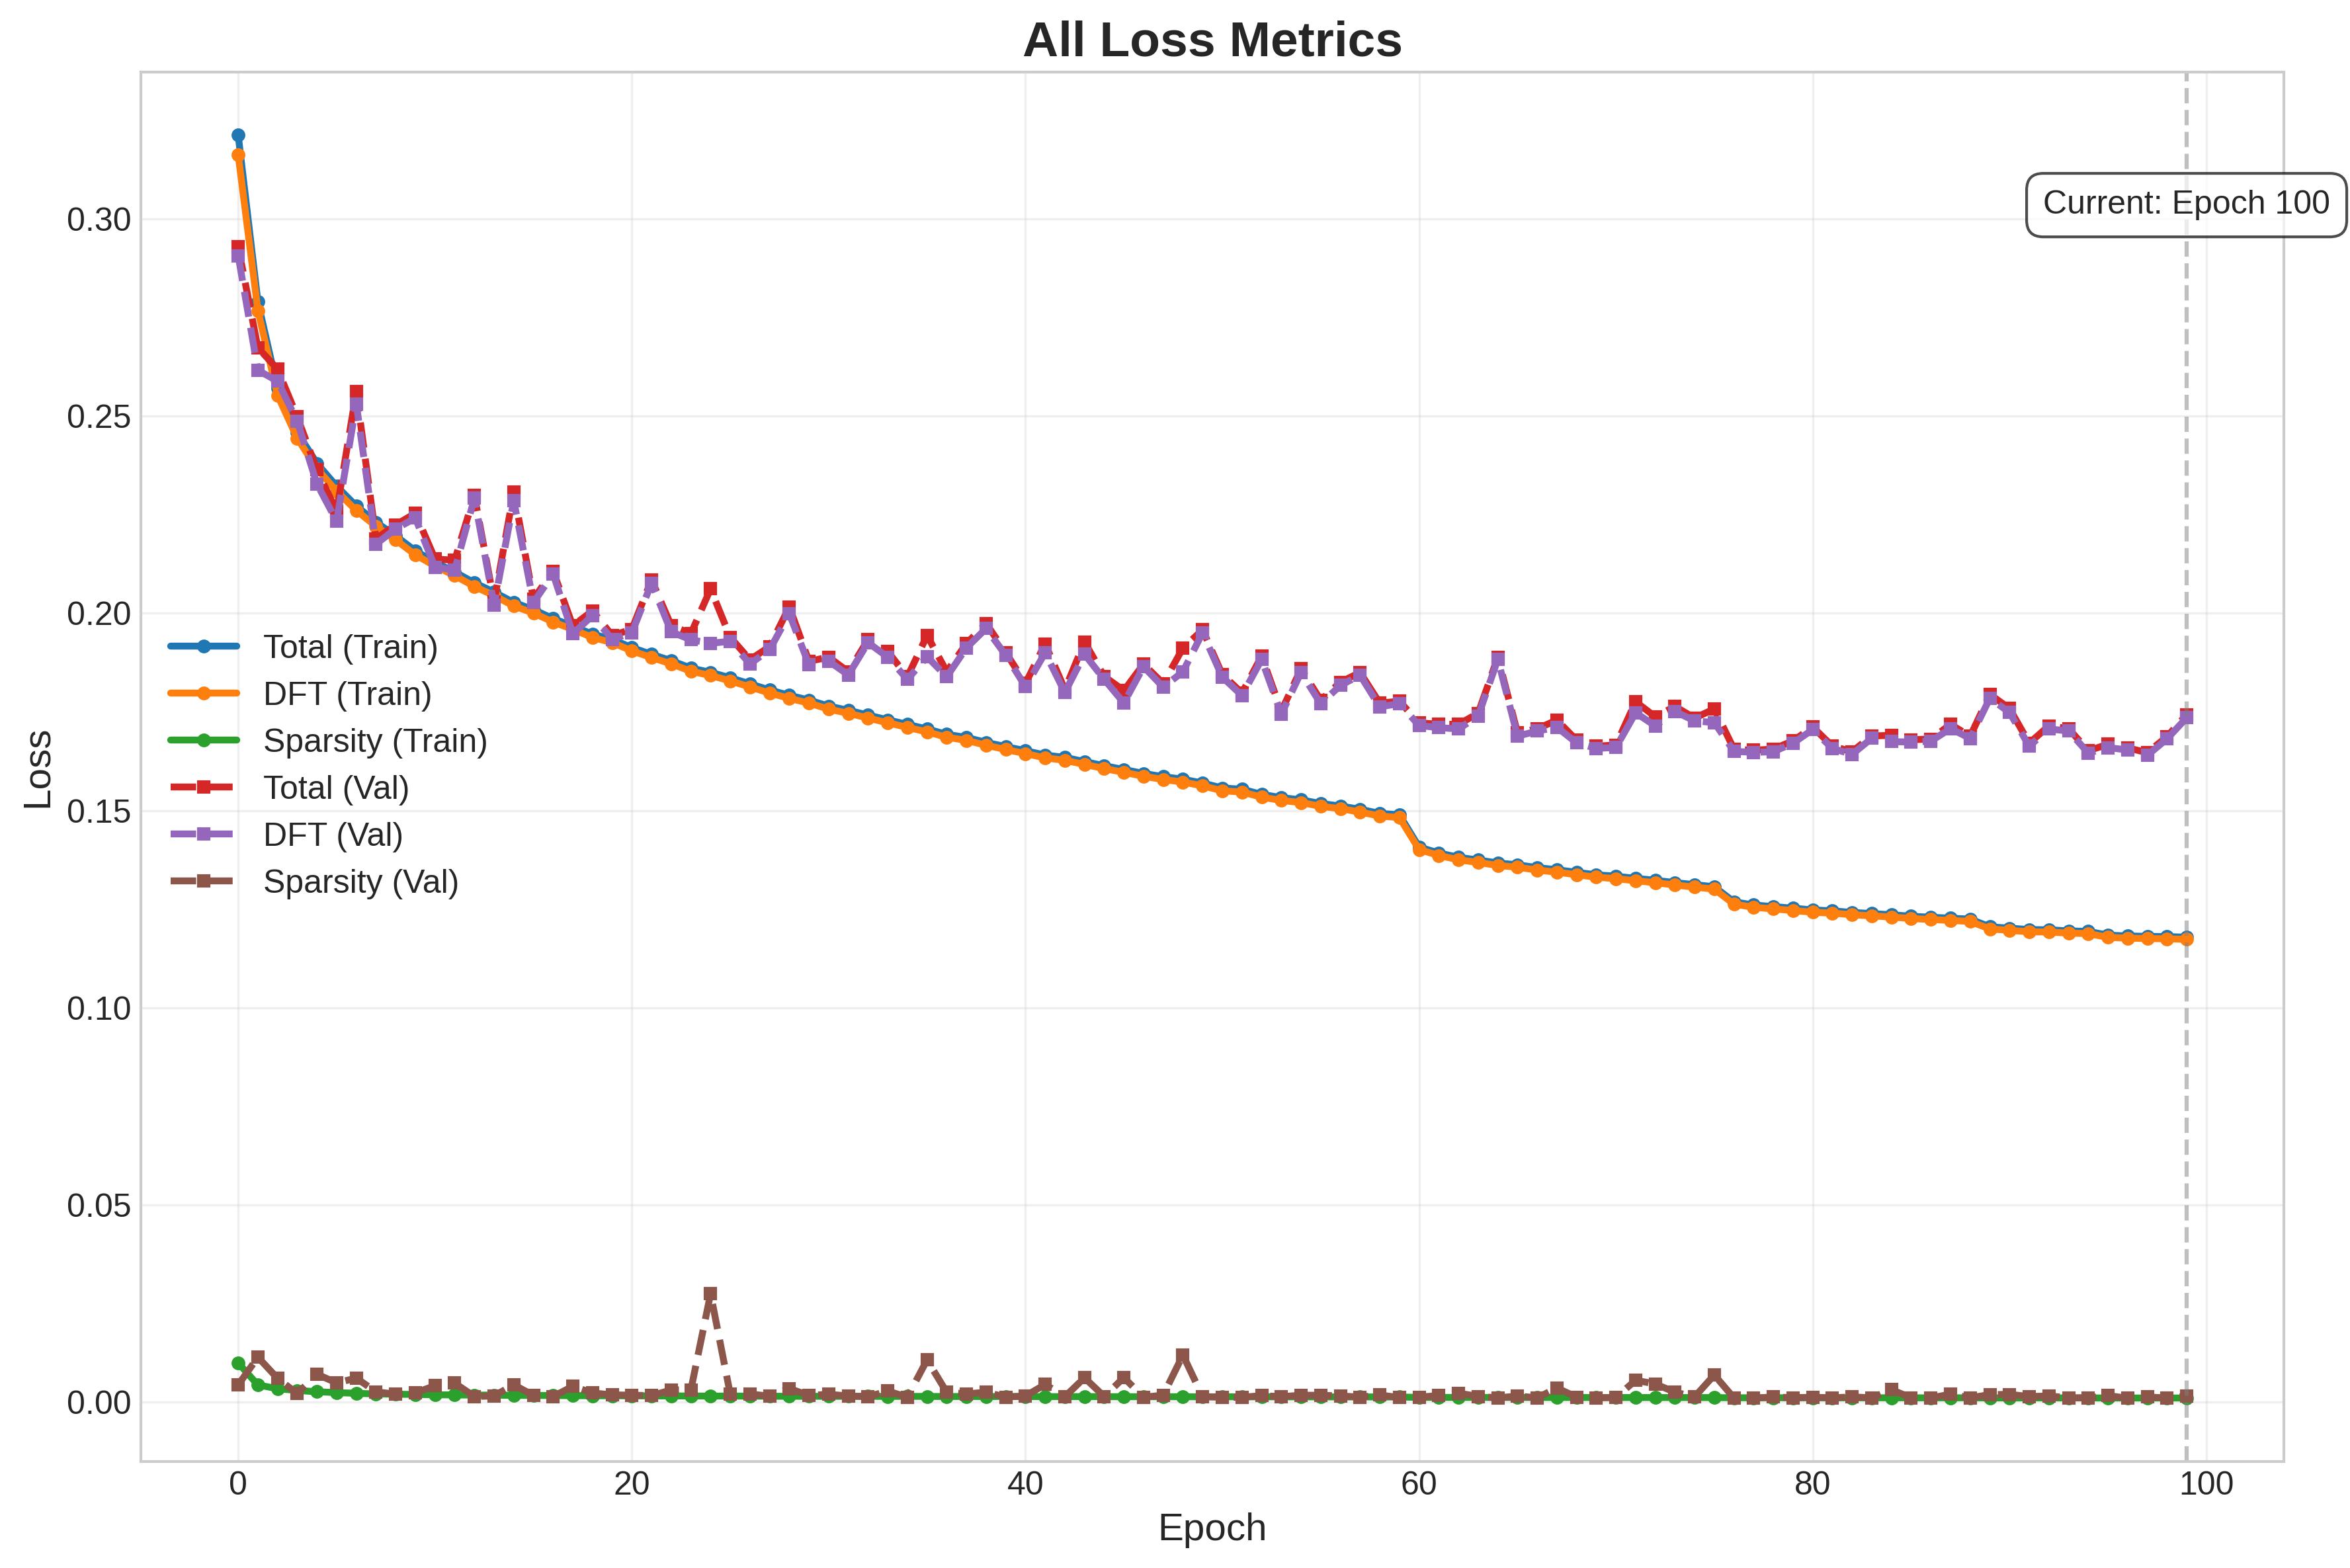 All Loss Metrics
Current: Epoch 100
0.30
0.25
0.20
0.15
0.10
0.05
0.00
Loss
Total (Train)
DFT (Train)
Sparsity (Train)
Total (Val)
DFT (Val)
Sparsity (Val)
0 20 40 60 80 100
Epoch